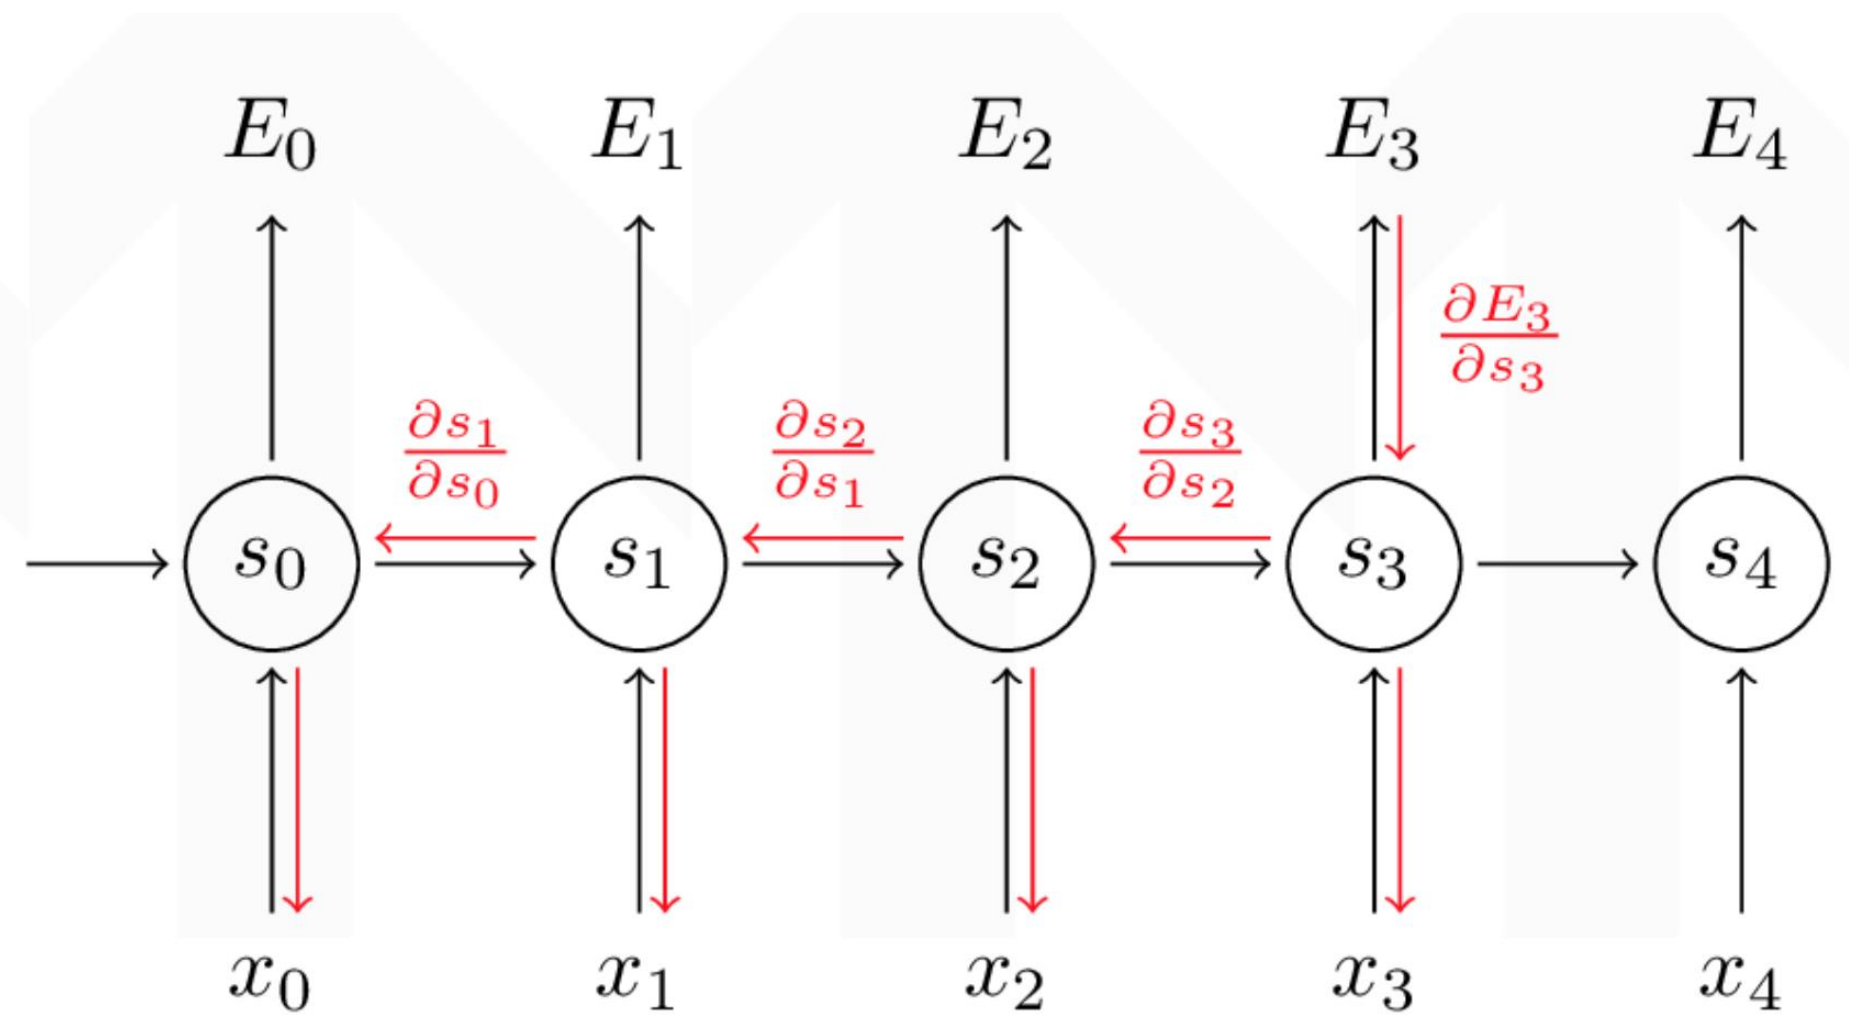 E₀ E₁ E₂ E₃ E₄
∂E₃/∂s₃
∂s₁/∂s₀ ∂s₂/∂s₁ ∂s₃/∂s₂
s₀ s₁ s₂ s₃ s₄
x₀ x₁ x₂ x₃ x₄